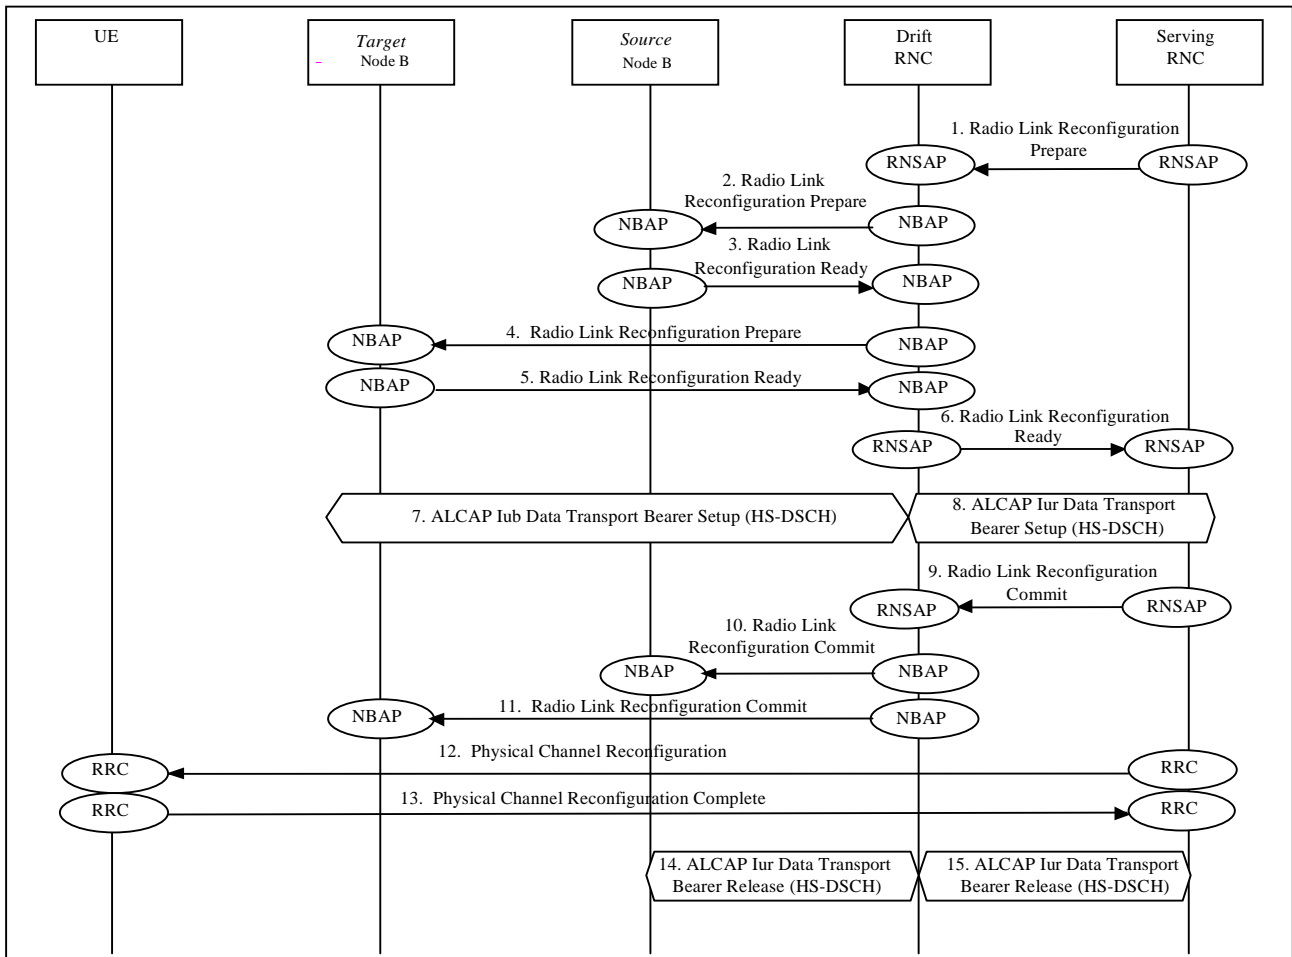 UE
Target
- Node B
Source
Node B
Drift
RNC
Serving
RNC
1. Radio Link Reconfiguration
Prepare
RNSAP
RNSAP
2. Radio Link
Reconfiguration Prepare
NBAP
NBAP
3. Radio Link
Reconfiguration Ready
NBAP
NBAP
4. Radio Link Reconfiguration Prepare
NBAP
NBAP
5. Radio Link Reconfiguration Ready
NBAP
NBAP
6. Radio Link Reconfiguration
Ready
RNSAP
RNSAP
7. ALCAP Iub Data Transport Bearer Setup (HS-DSCH)
8. ALCAP Iur Data Transport
Bearer Setup (HS-DSCH)
9. Radio Link Reconfiguration
Commit
RNSAP
RNSAP
10. Radio Link
Reconfiguration Commit
NBAP
NBAP
11. Radio Link Reconfiguration Commit
NBAP
NBAP
12. Physical Channel Reconfiguration
RRC
RRC
13. Physical Channel Reconfiguration Complete
RRC
RRC
14. ALCAP Iur Data Transport
Bearer Release (HS-DSCH)
15. ALCAP Iur Data Transport
Bearer Release (HS-DSCH)